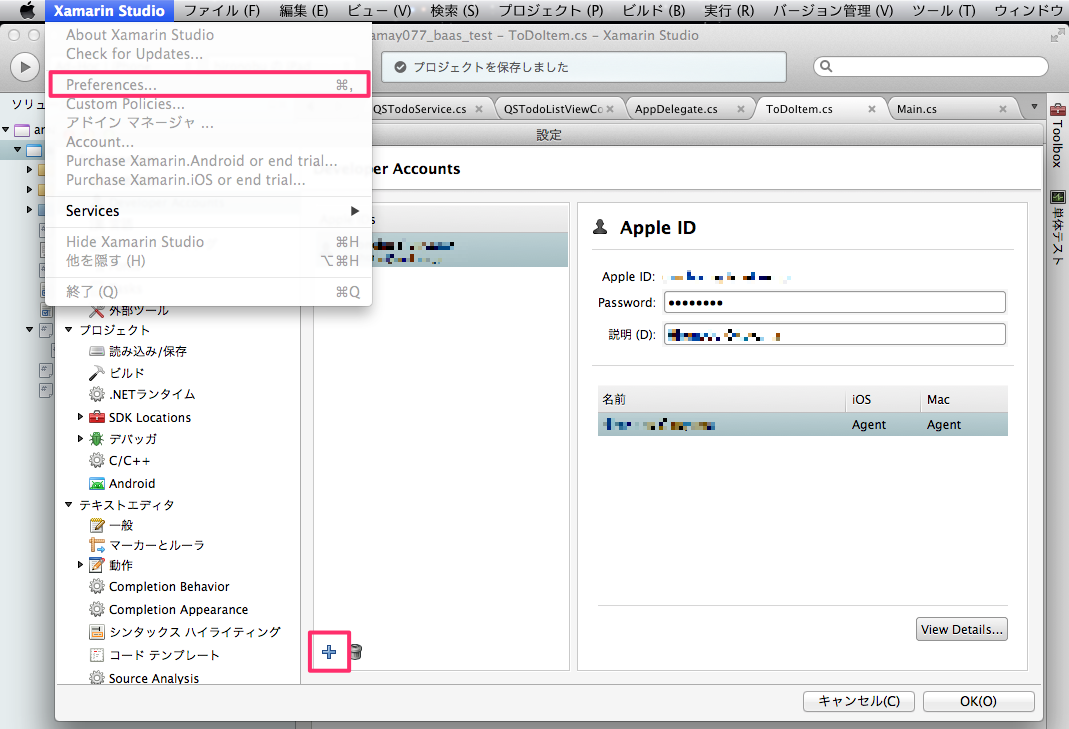 Xamarin Studio ファイル (F) 編集 (E) ビュー (V) 検索 (S) プロジェクト (P) ビルド (B) 実行 (R) バージョン管理 (V) ツール (T) ウィンドウ
About Xamarin Studio
amay077_baas_test – ToDoItem.cs – Xamarin Studio
Check for Updates...
プロジェクトを保存しました
Preferences... ⌘,
Custom Policies...
ソリュ
QSTodoService.cs QSTodoListViewCo AppDelegate.cs ToDoItem.cs Main.cs
アドイン マネージャ ...
設定
Account...
Purchase Xamarin.Android or end trial...
er Accounts
Purchase Xamarin.iOS or end trial...
Toolbox
単体テスト
Services
Hide Xamarin Studio ⌘H
他を隠す (H) ⌥⌘H
終了 (Q) ⌘Q
外部ツール
プロジェクト
読み込み/保存
ビルド
.NETランタイム
SDK Locations
デバッガ
C/C++
Android
テキストエディタ
一般
マーカーとルーラ
動作
Completion Behavior
Completion Appearance
シンタックス ハイライティング
コード テンプレート
Source Analysis
Apple ID
Apple ID:
Password: ••••••••
説明 (D):
名前 iOS Mac
Agent Agent
View Details...
キャンセル(C) OK(O)